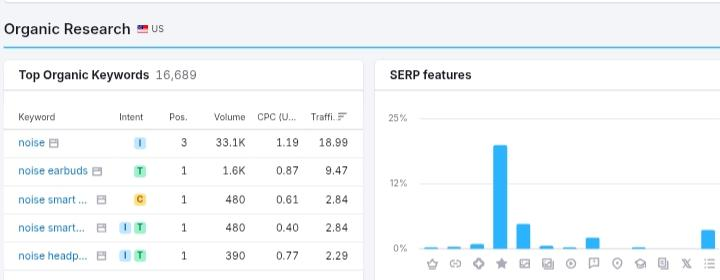 Organic Research US
Top Organic Keywords 16,689
Keyword Intent Pos. Volume CPC (U... Traffi...
noise I 3 33.1K 1.19 18.99
noise earbuds T 1 1.6K 0.87 9.47
noise smart ... C 1 480 0.61 2.84
noise smart... I T 1 480 0.40 2.84
noise headp... I T 1 390 0.77 2.29
SERP features
25%
12%
0%